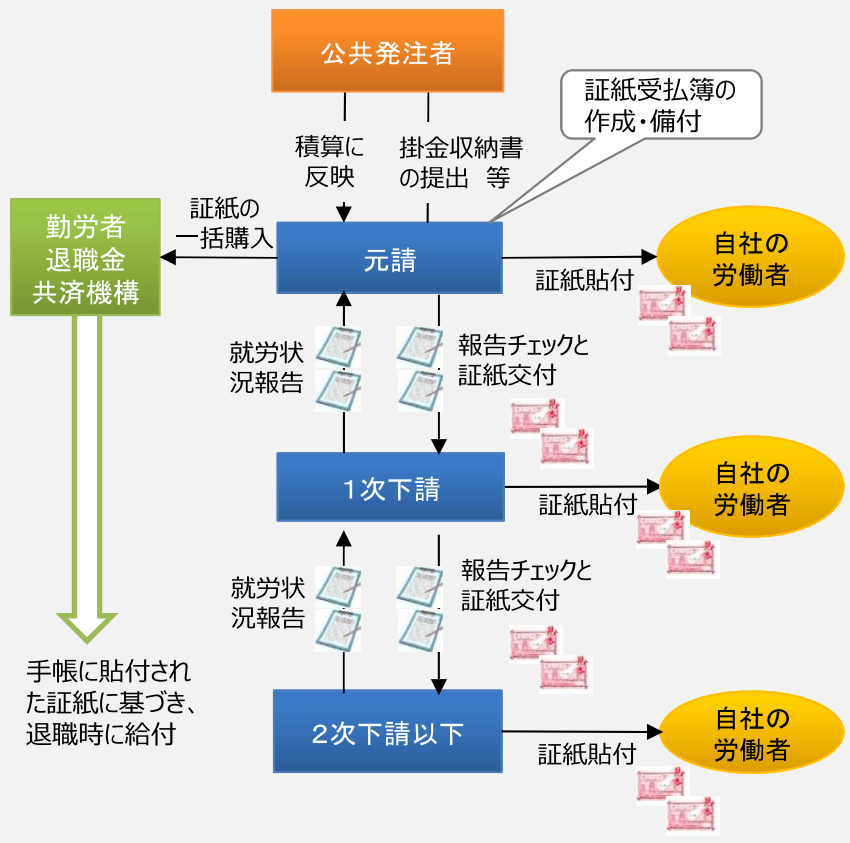 公共発注者
証紙受払簿の
作成・備付
積算に
反映
掛金収納書
の提出　等
勤労者
退職金
共済機構
証紙の
一括購入
元請
証紙貼付
自社の
労働者
就労状
況報告
報告チェックと
証紙交付
１次下請
証紙貼付
自社の
労働者
就労状
況報告
報告チェックと
証紙交付
手帳に貼付され
た証紙に基づき、
退職時に給付
２次下請以下
証紙貼付
自社の
労働者